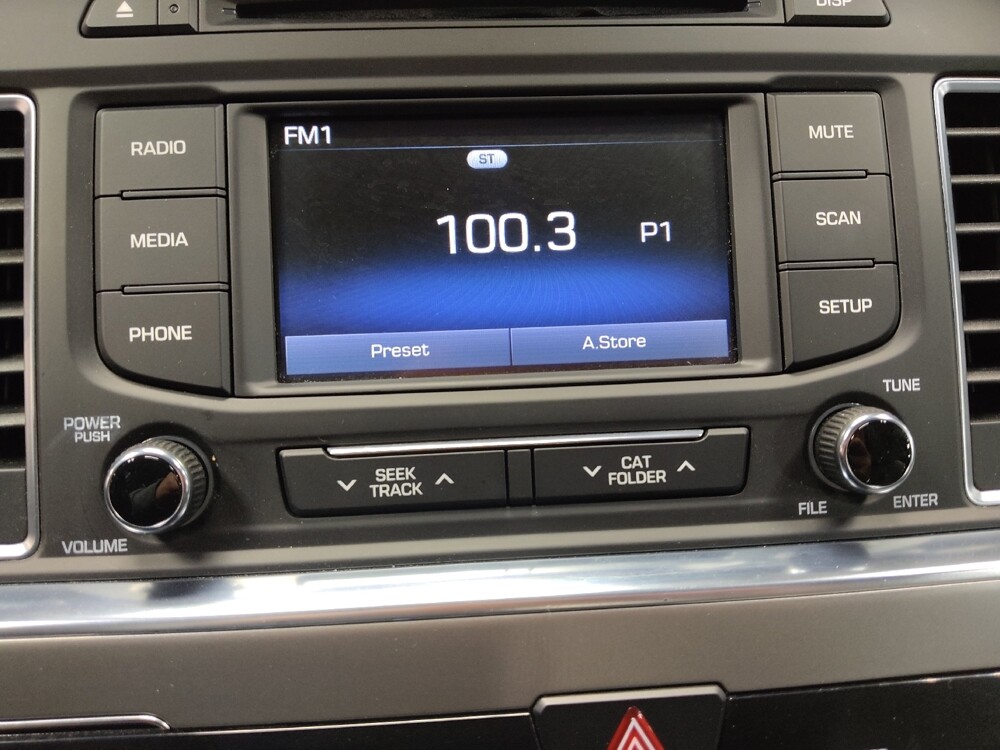 DISP
RADIO
MEDIA
PHONE
FM1
ST
100.3 P1
Preset A.Store
MUTE
SCAN
SETUP
POWER
PUSH
VOLUME
SEEK
TRACK
CAT
FOLDER
TUNE
FILE ENTER